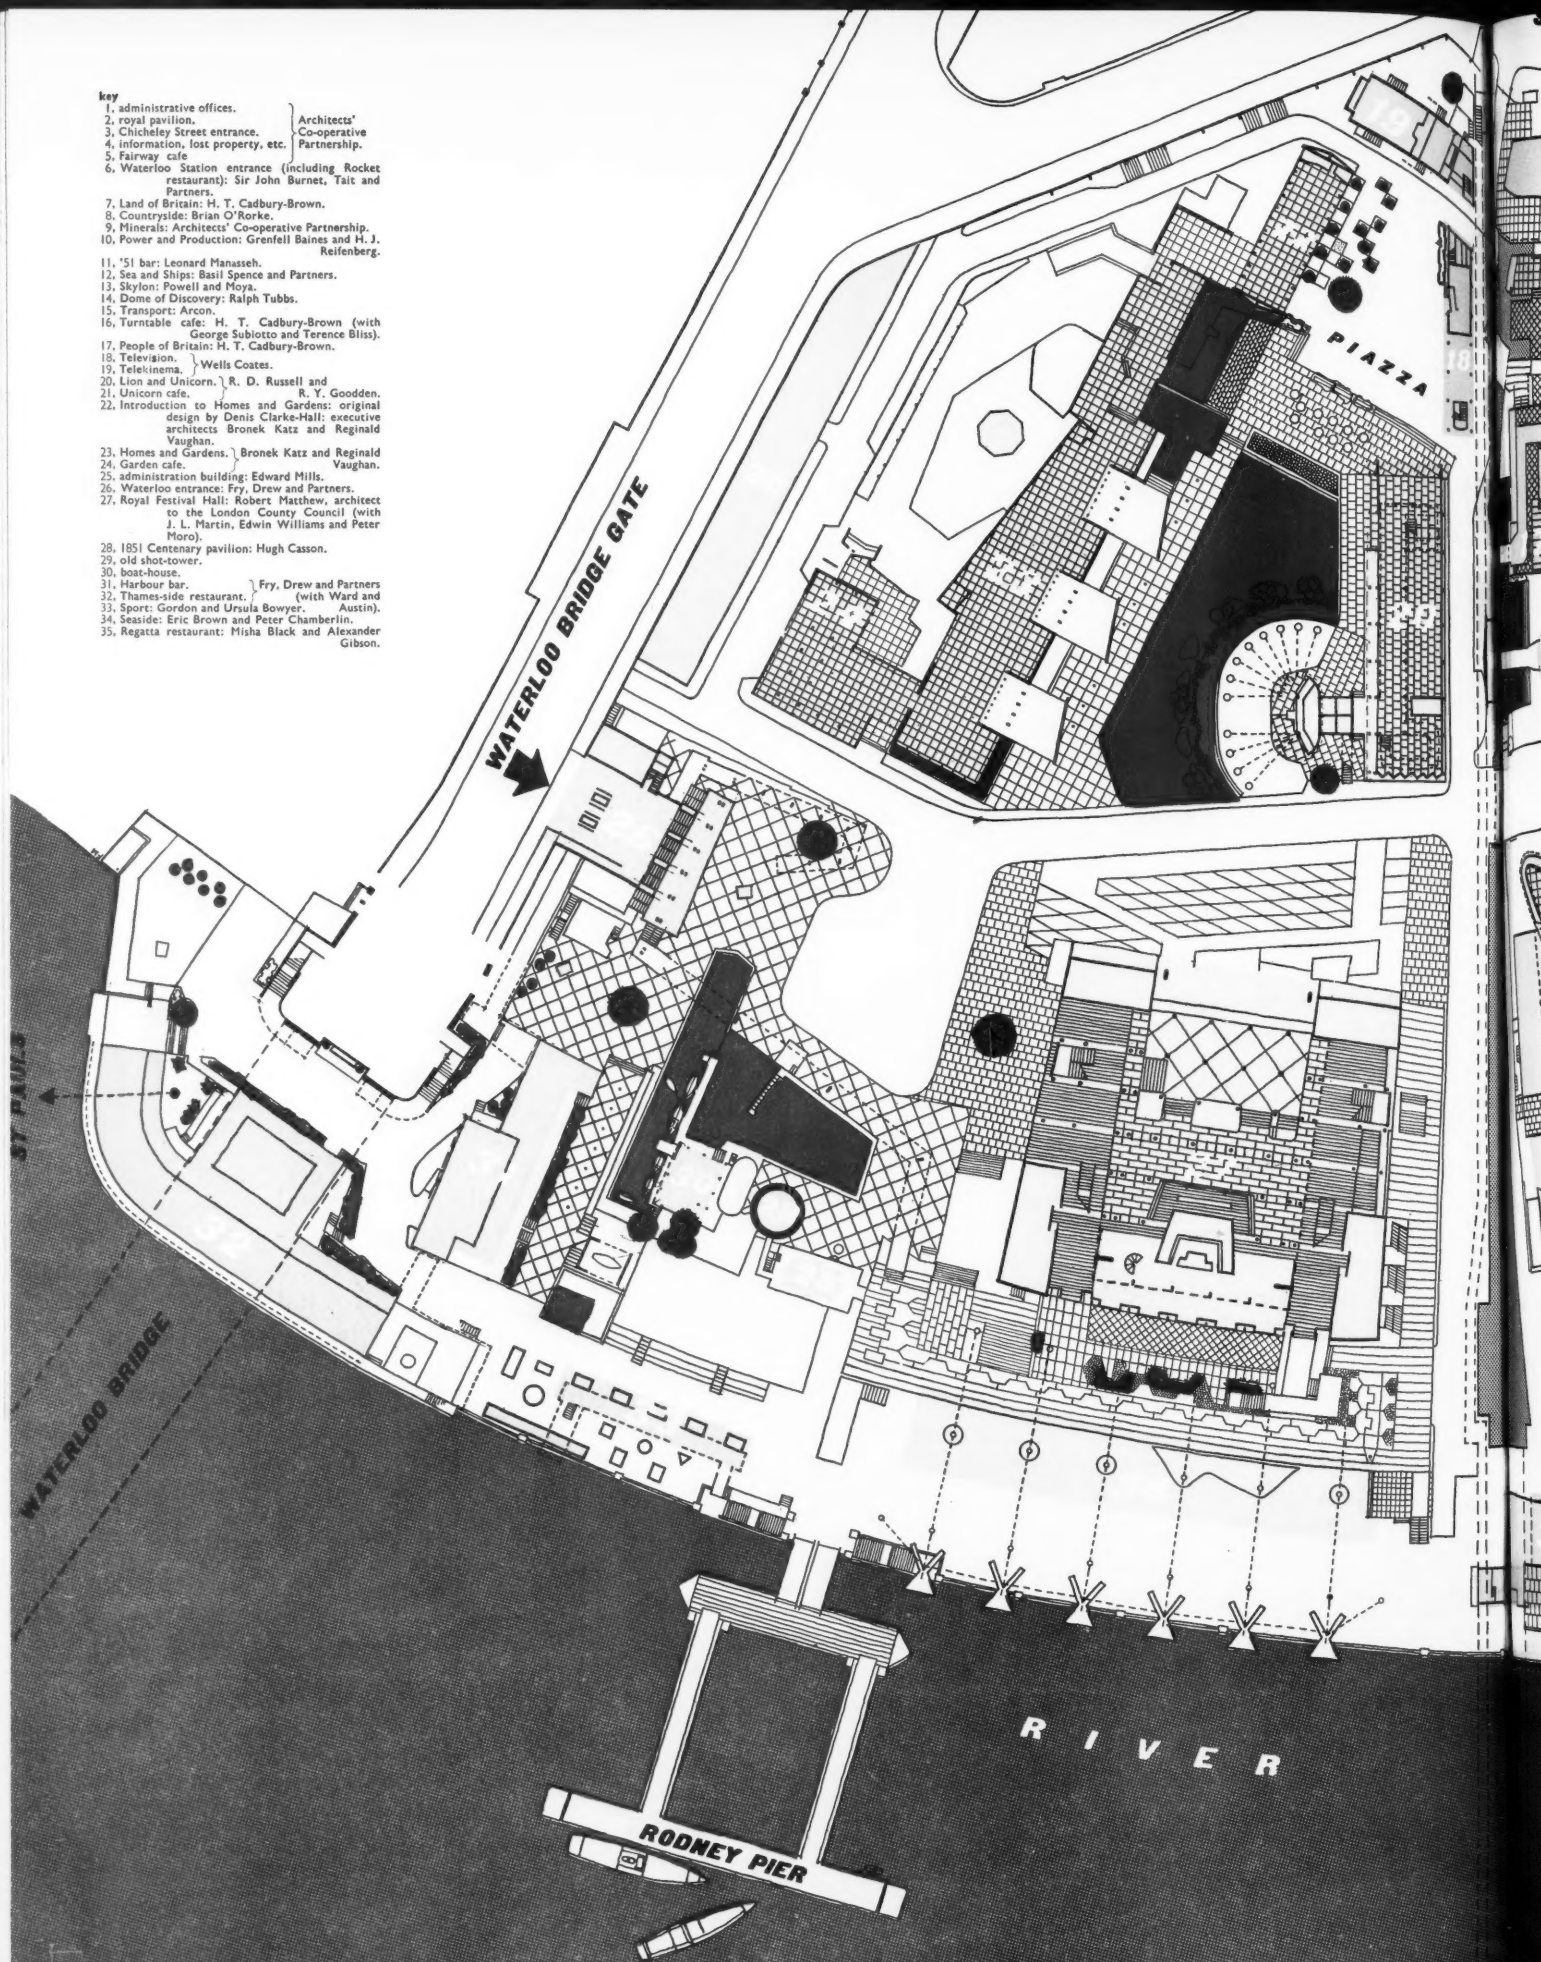 key
1, administrative offices.
2, royal pavilion.
3, Chicheley Street entrance.
4, information, lost property, etc.
5, Fairway cafe
Architects'
Co-operative
Partnership.
6, Waterloo Station entrance (including Rocket
restaurant): Sir John Burnet, Tait and
Partners.
7, Land of Britain: H. T. Cadbury-Brown.
8, Countryside: Brian O'Rorke.
9, Minerals: Architects' Co-operative Partnership.
10, Power and Production: Grenfell Baines and H. J.
Reifenberg.
11, '51 bar: Leonard Manasseh.
12, Sea and Ships: Basil Spence and Partners.
13, Skylon: Powell and Moya.
14, Dome of Discovery: Ralph Tubbs.
15, Transport: Arcon.
16, Turntable cafe: H. T. Cadbury-Brown (with
George Subiotto and Terence Bliss).
17, People of Britain: H. T. Cadbury-Brown.
18, Television.
19, Telekinema.
Wells Coates.
20, Lion and Unicorn.
21, Unicorn cafe.
R. D. Russell and
R. Y. Goodden.
22, Introduction to Homes and Gardens: original
design by Denis Clarke-Hall: executive
architects Bronek Katz and Reginald
Vaughan.
23, Homes and Gardens.
24, Garden cafe.
Bronek Katz and Reginald
Vaughan.
25, administration building: Edward Mills.
26, Waterloo entrance: Fry, Drew and Partners.
27, Royal Festival Hall: Robert Matthew, architect
to the London County Council (with
J. L. Martin, Edwin Williams and Peter
Moro).
28, 1851 Centenary pavilion: Hugh Casson.
29, old shot-tower.
30, boat-house.
31, Harbour bar.
32, Thames-side restaurant.
Fry, Drew and Partners
(with Ward and
Austin).
33, Sport: Gordon and Ursula Bowyer.
34, Seaside: Eric Brown and Peter Chamberlin.
35, Regatta restaurant: Misha Black and Alexander
Gibson.
19
PIAZZA
18
20
WATERLOO BRIDGE GATE
32
WATERLOO BRIDGE
RIVER
RODNEY PIER